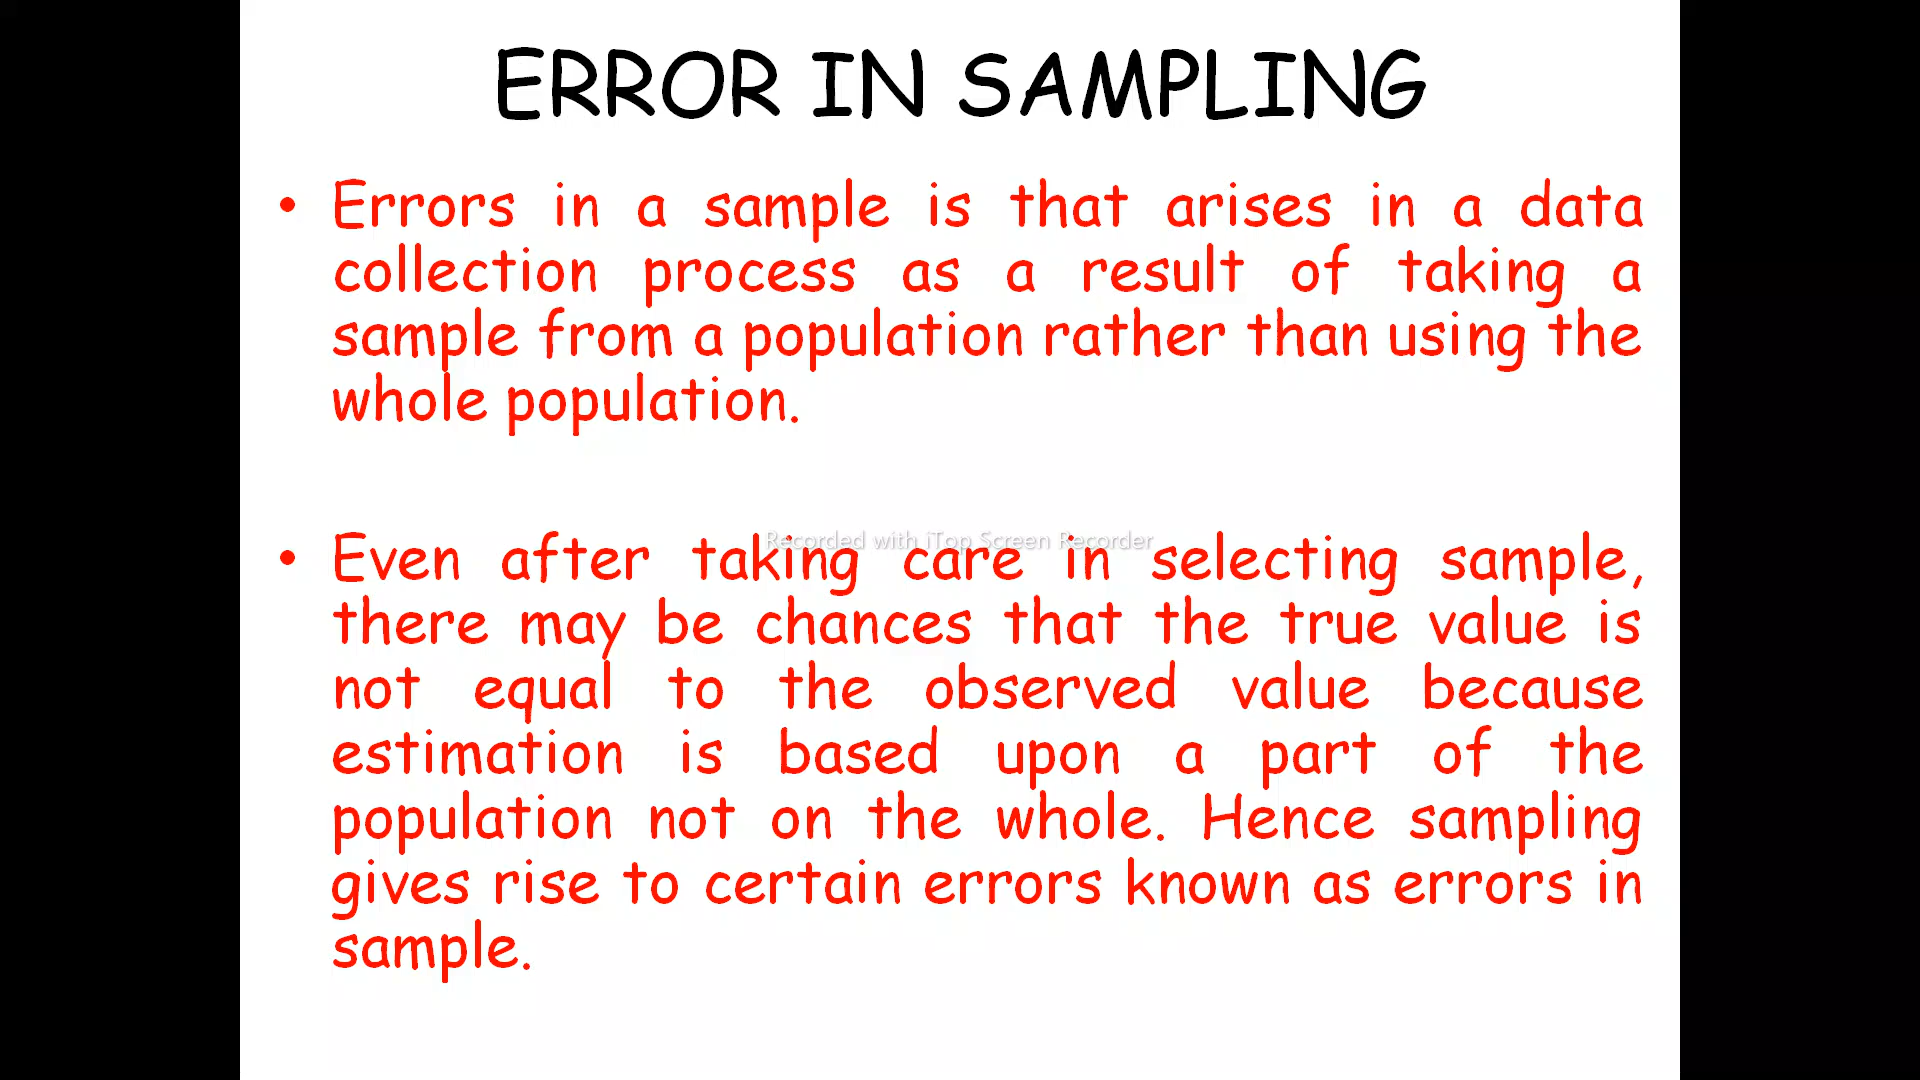 ERROR IN SAMPLING
• Errors in a sample is that arises in a data
collection process as a result of taking a
sample from a population rather than using the
whole population.
Recorded with iTop Screen Recorder
• Even after taking care in selecting sample,
there may be chances that the true value is
not equal to the observed value because
estimation is based upon a part of the
population not on the whole. Hence sampling
gives rise to certain errors known as errors in
sample.